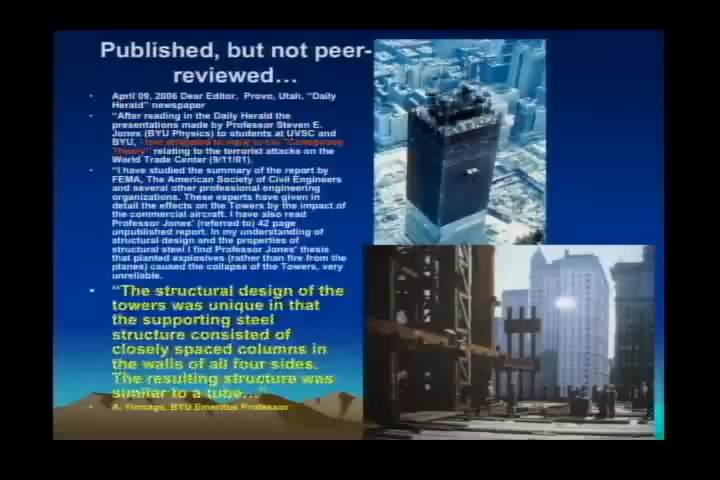 Published, but not peer-
reviewed...
• April 09, 2006 Dear Editor, Provo, Utah, "Daily
Herald" newspaper
• "After reading in the Daily Herald the
presentations made by Professor Steven E.
Jones (BYU Physics) to students at UVSC and
BYU,
relating to the terrorist attacks on the
World Trade Center (9/11/01).
• "I have studied the summary of the report by
FEMA, The American Society of Civil Engineers
and several other professional engineering
organizations. These experts have given in
detail the effects on the Towers by the impact of
the commercial aircraft. I have also read
Professor Jones' (referred to) 42 page
unpublished report. In my understanding of
structural design and the properties of
structural steel I find Professor Jones' thesis
that planted explosives (rather than fire from the
planes) caused the collapse of the Towers, very
unreliable.
• "The structural design of the
towers was unique in that
the supporting steel
structure consisted of
closely spaced columns in
the walls of all four sides.
The resulting structure was
similar to a tube..."
• A. BYU Emeritus Professor